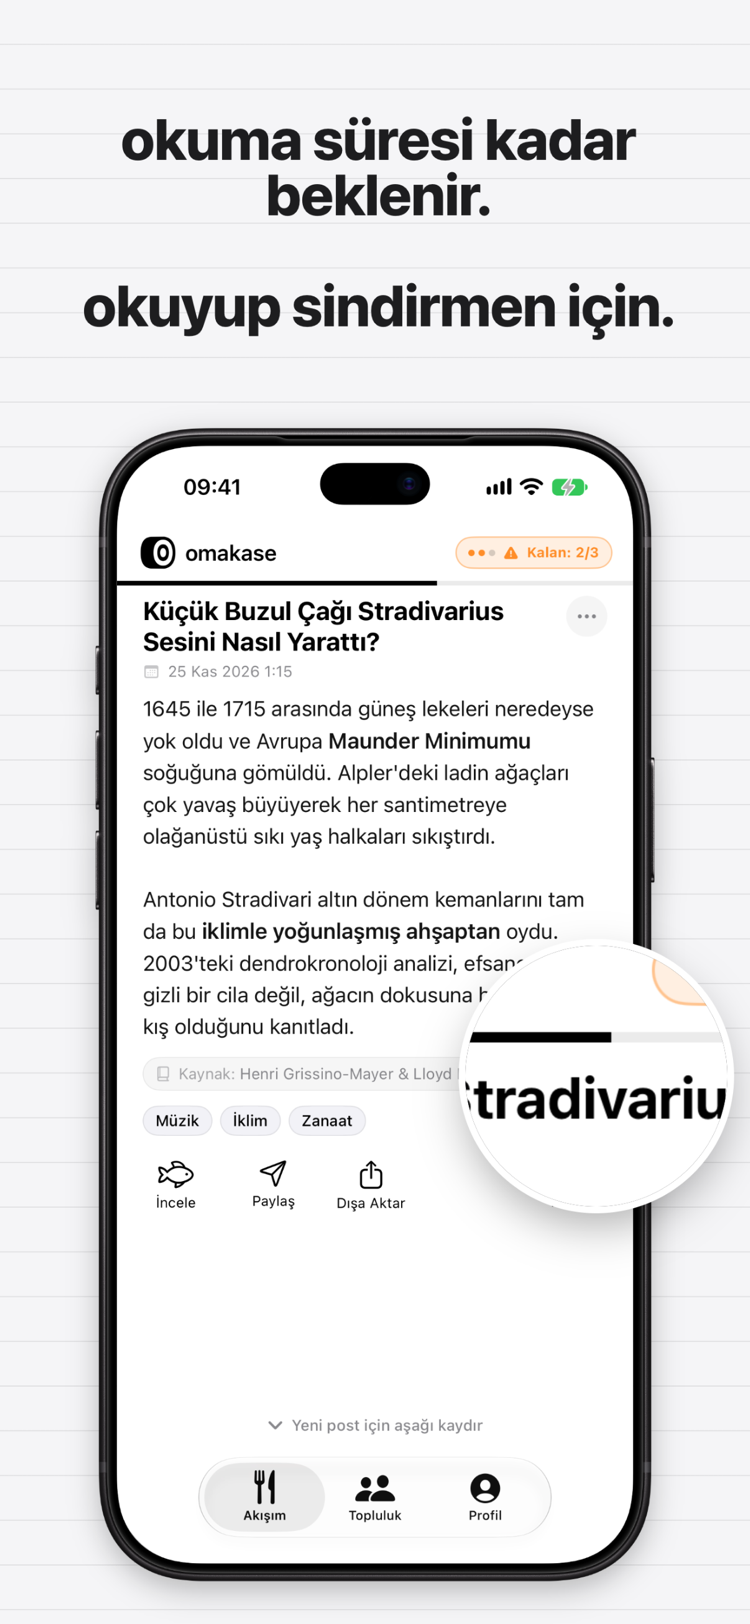 okuma süresi kadar
beklenir.
okuyup sindirmen için.
09:41
omakase
Kalan: 2/3
Küçük Buzul Çağı Stradivarius
Sesini Nasıl Yarattı?
25 Kas 2026 1:15
1645 ile 1715 arasında güneş lekeleri neredeyse
yok oldu ve Avrupa Maunder Minimumu
soğuğuna gömüldü. Alpler'deki ladin ağaçları
çok yavaş büyüyerek her santimetreye
olağanüstü sıkı yaş halkaları sıkıştırdı.
Antonio Stradivari altın dönem kemanlarını tam
da bu iklimle yoğunlaşmış ahşaptan oydu.
2003'teki dendrokronoloji analizi,
gizli bir cila değil, ağacın dokusuna
kış olduğunu kanıtladı.
Kaynak: Henri Grissino-Mayer & Lloyd
tradivariu
Müzik İklim Zanaat
İncele Paylaş Dışa Aktar
Yeni post için aşağı kaydır
Akışım Topluluk Profil